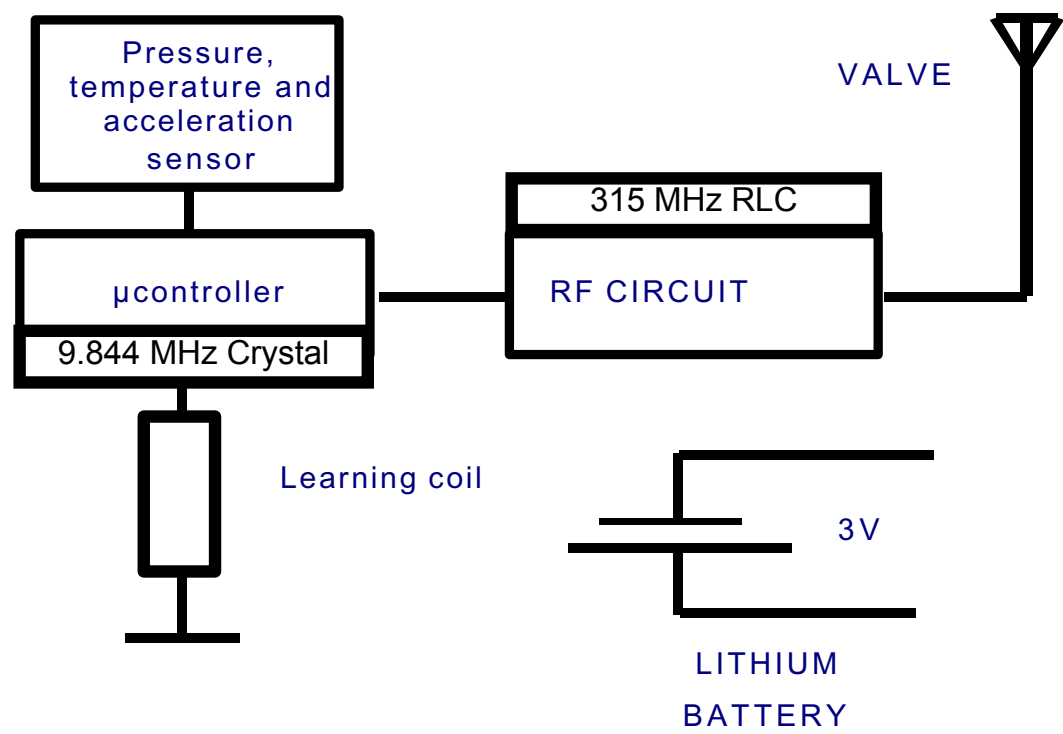 Pressure,
temperature and
acceleration
sensor
VALVE
315 MHz RLC
µcontroller
RF CIRCUIT
9.844 MHz Crystal
Learning coil
3V
LITHIUM
BATTERY